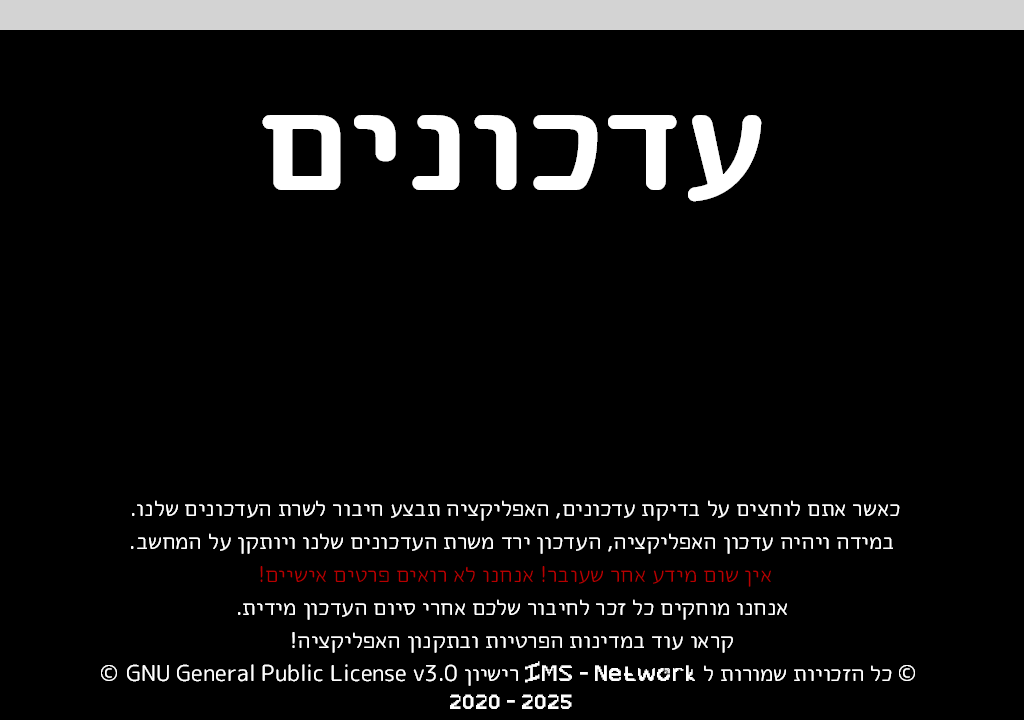 עדכונים
כאשר אתם לוחצים על בדיקת עדכונים, האפליקציה תבצע חיבור לשרת העדכונים שלנו.
במידה ויהיה עדכון האפליקציה, העדכון ירד משרת העדכונים שלנו ויותקן על המחשב.
אין שום מידע אחר שעובר! אנחנו לא רואים פרטים אישיים!
אנחנו מוחקים כל זכר לחיבור שלכם אחרי סיום העדכון מידית.
קראו עוד במדינות הפרטיות ובתקנון האפליקציה!
© כל הזכויות שמורות ל IMS - Network רישיון GNU General Public License v3.0 ©
2020 - 2025